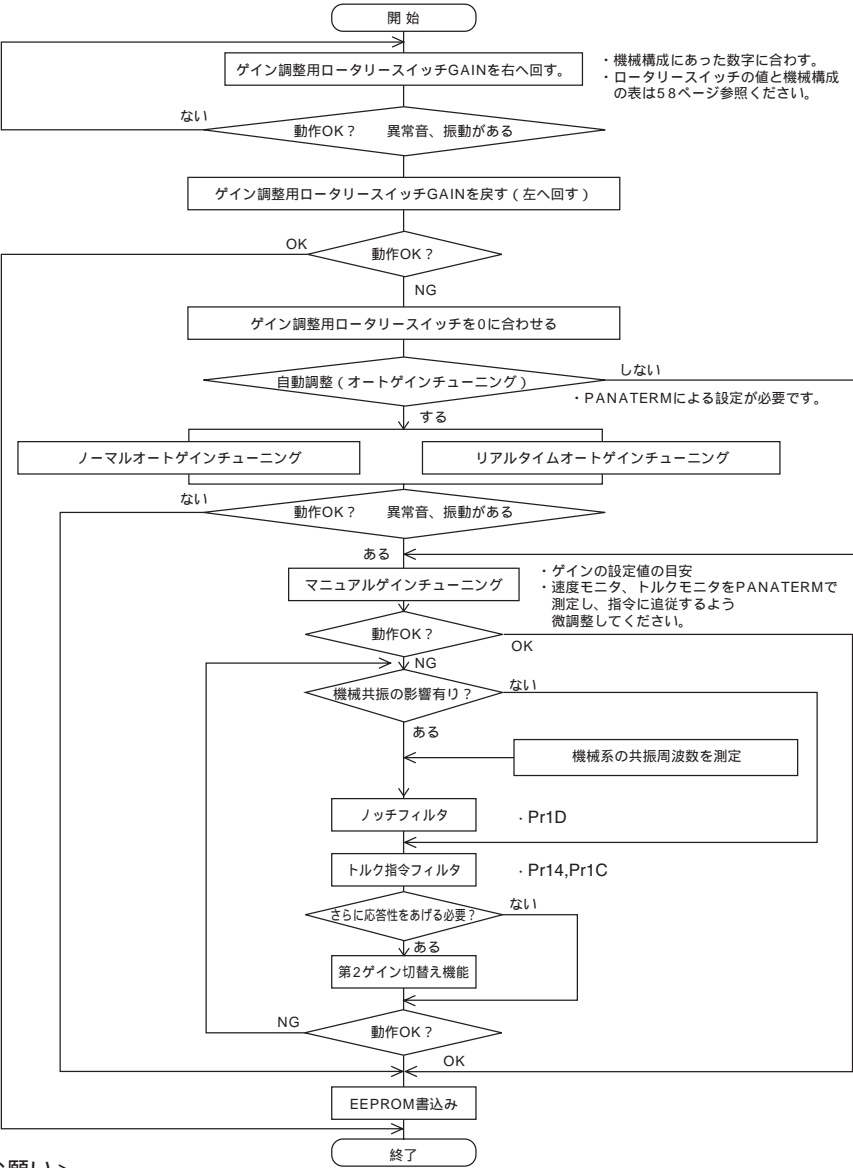 開 始
ゲイン調整用ロータリースイッチGAINを右へ回す。
・機械構成にあった数字に合わす。
・ロータリースイッチの値と機械構成
の表は58ページ参照ください。
ない
動作OK？　異常音、振動がある
ゲイン調整用ロータリースイッチGAINを戻す（左へ回す）
OK
動作OK？
NG
ゲイン調整用ロータリースイッチを0に合わせる
自動調整（オートゲインチューニング）
しない
・PANATERMによる設定が必要です。
する
ノーマルオートゲインチューニング
リアルタイムオートゲインチューニング
ない
動作OK？　異常音、振動がある
ある
マニュアルゲインチューニング
・ゲインの設定値の目安
・速度モニタ、トルクモニタをPANATERMで
測定し、指令に追従するよう
微調整してください。
動作OK？
OK
NG
機械共振の影響有り？
ない
ある
機械系の共振周波数を測定
ノッチフィルタ
・Pr1D
トルク指令フィルタ
・Pr14,Pr1C
さらに応答性をあげる必要？
ない
ある
第2ゲイン切替え機能
NG
動作OK？
OK
EEPROM書込み
終了
願い＞